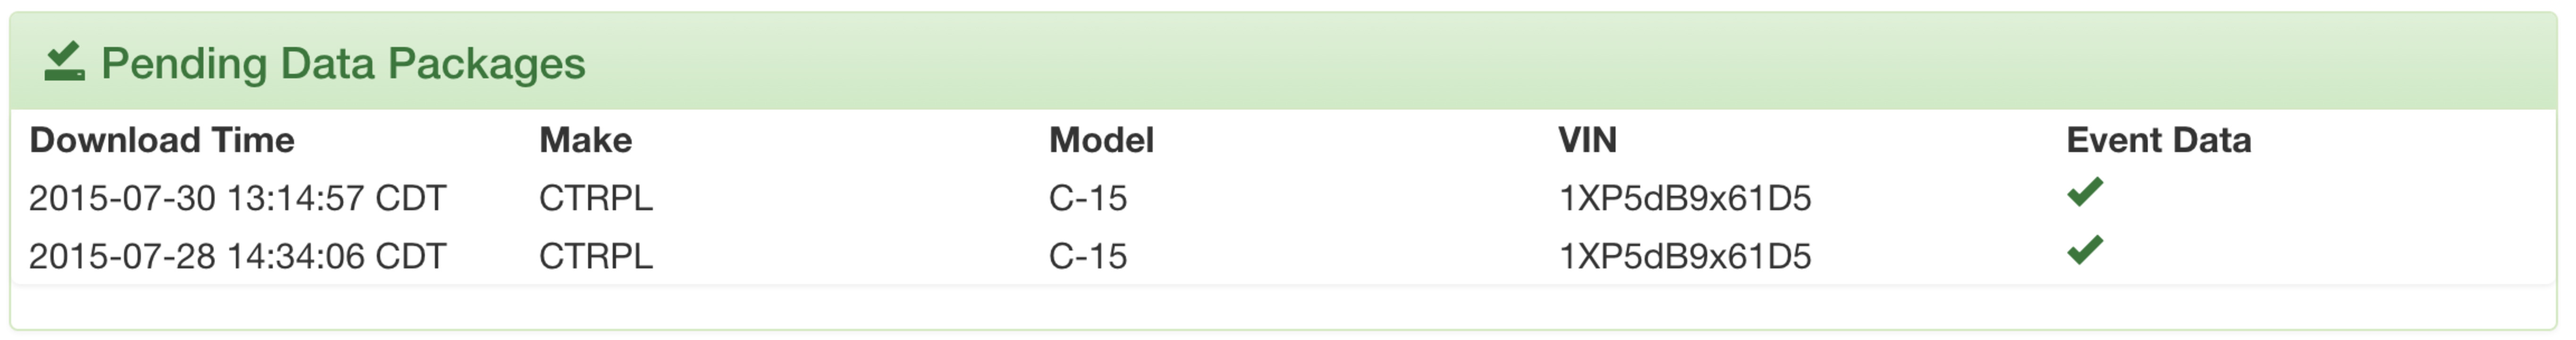 Pending Data Packages
Download Time Make Model VIN Event Data
2015-07-30 13:14:57 CDT CTRPL C-15 1XP5dB9x61D5
2015-07-28 14:34:06 CDT CTRPL C-15 1XP5dB9x61D5